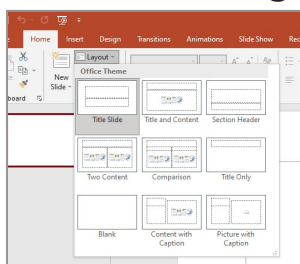 Home Insert Design Transitions Animations Slide Show
Layout
New
Slide
Office Theme
Title Slide Title and Content Section Header
Two Content Comparison Title Only
Blank Content with Caption Picture with Caption